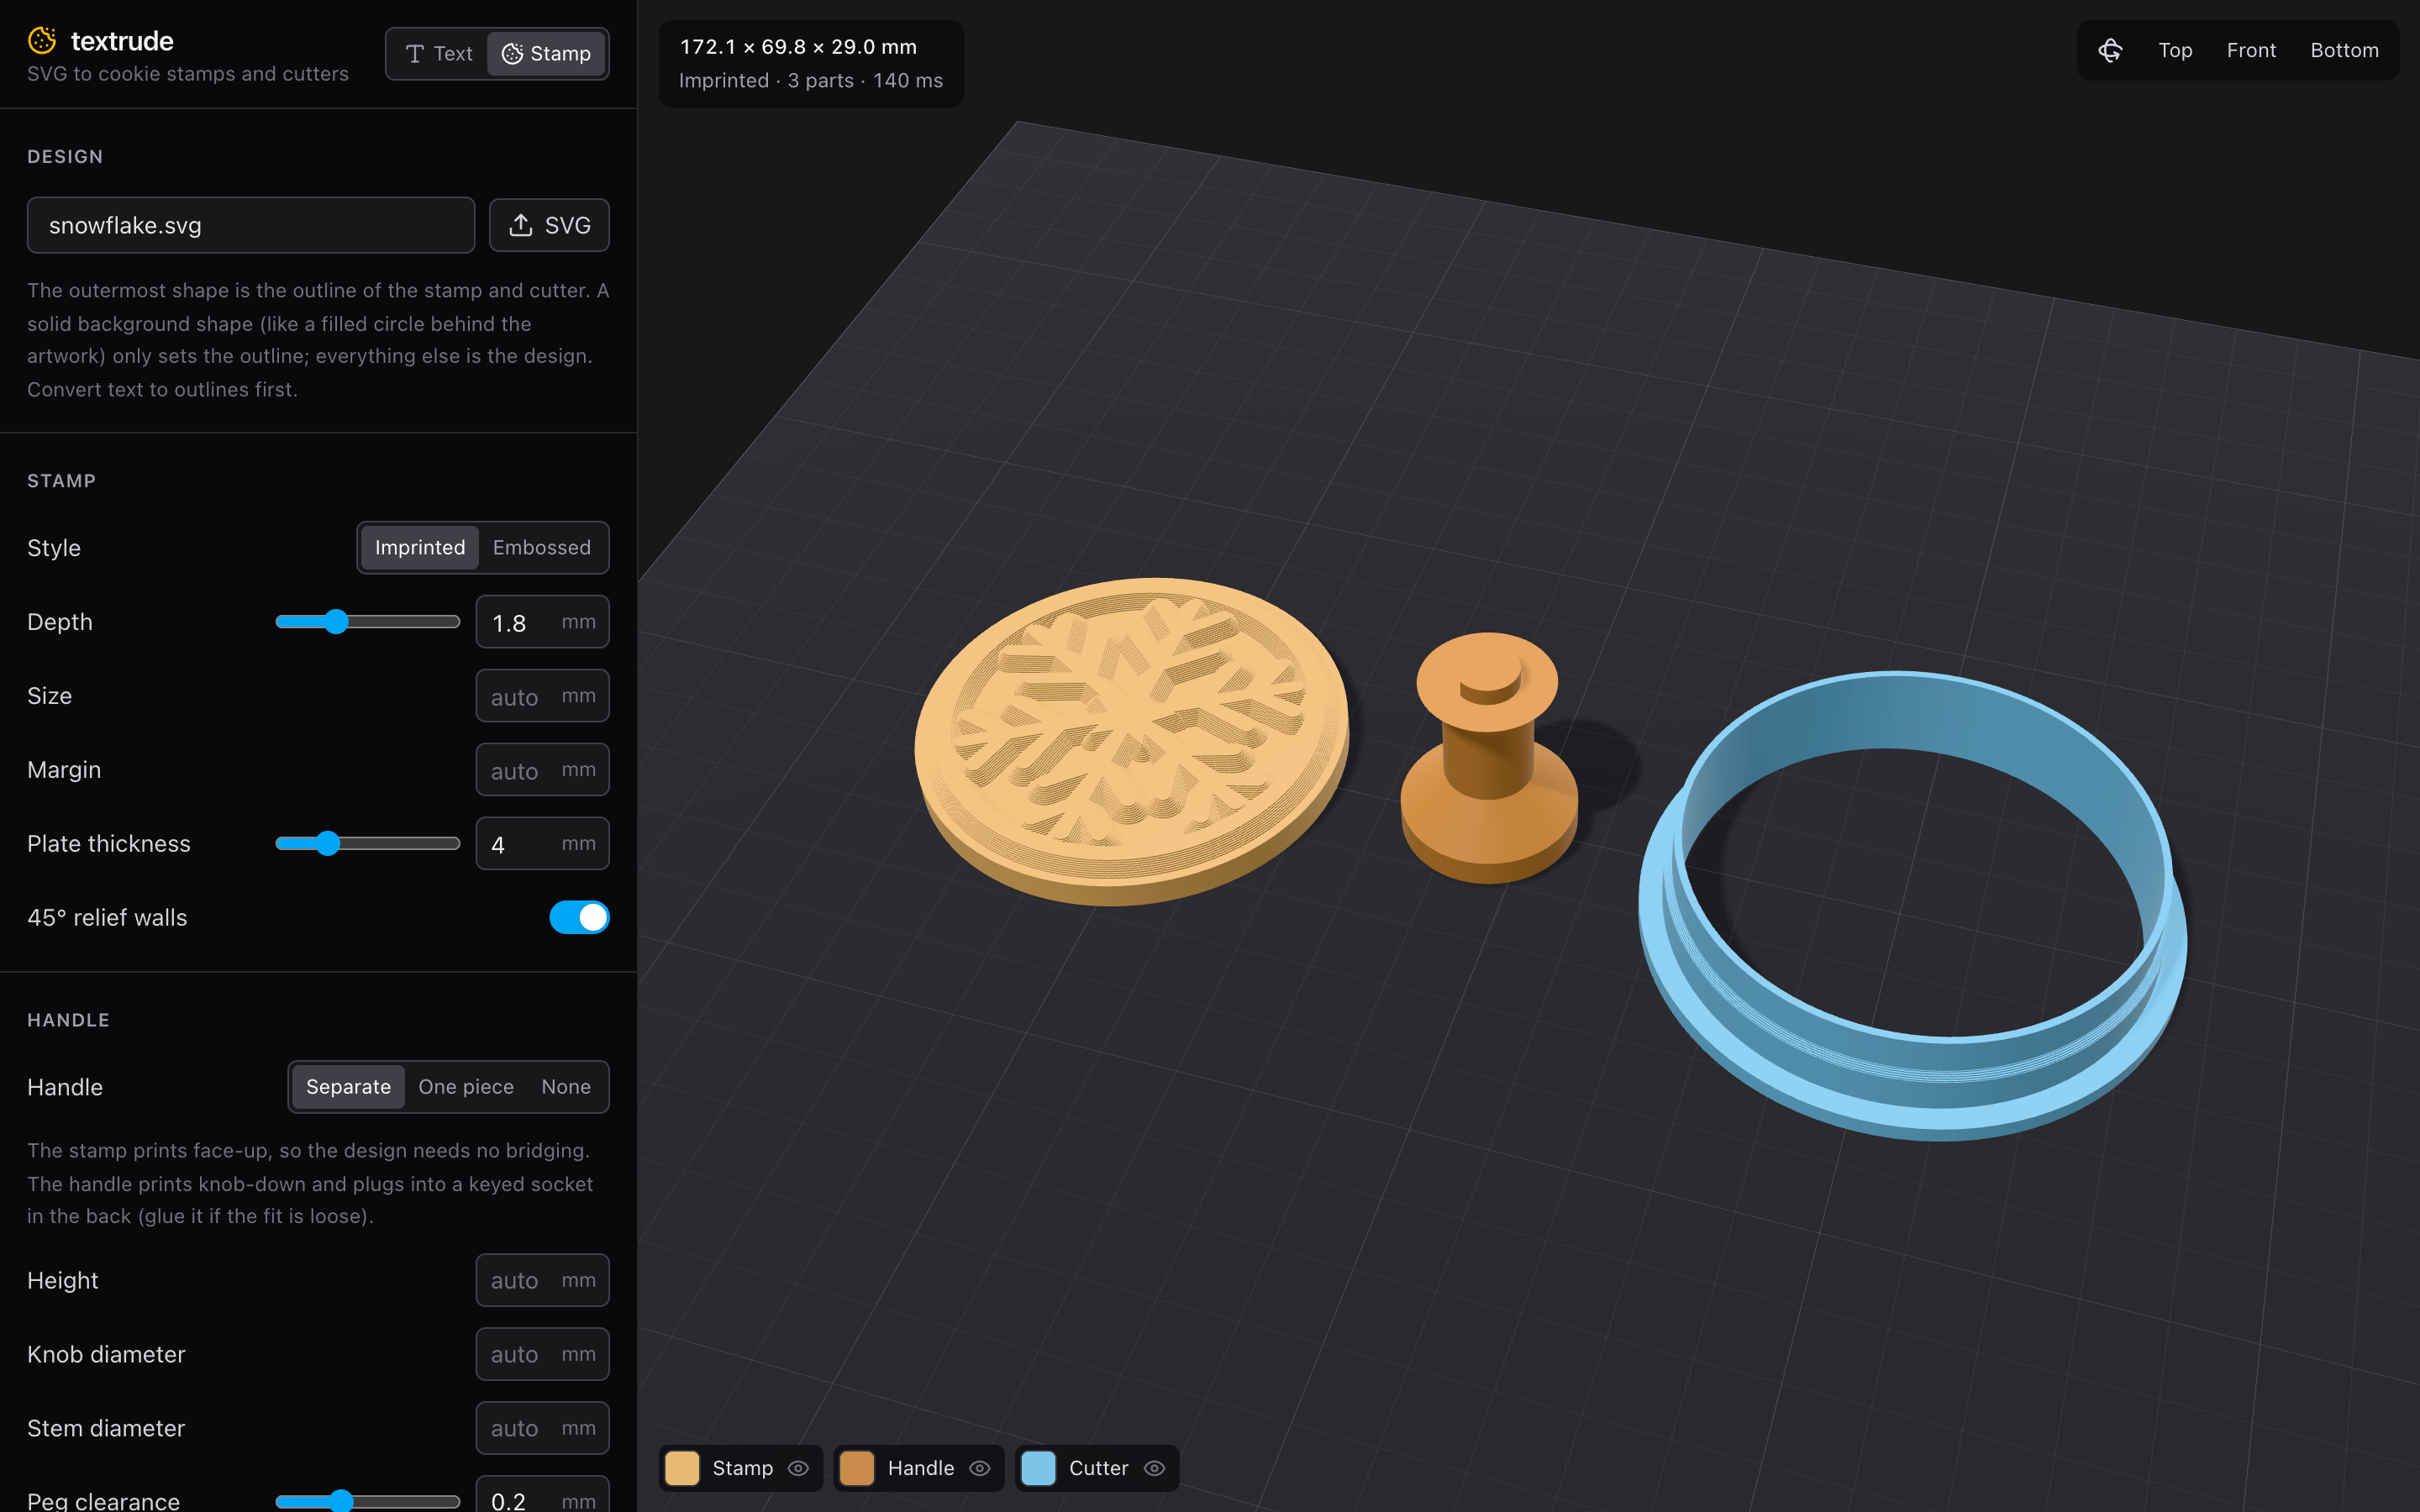 textrude
SVG to cookie stamps and cutters
Text
Stamp
DESIGN
snowflake.svg
SVG
The outermost shape is the outline of the stamp and cutter. A
solid background shape (like a filled circle behind the
artwork) only sets the outline; everything else is the design.
Convert text to outlines first.
STAMP
Style
Imprinted
Embossed
Depth
1.8 mm
Size
auto mm
Margin
auto mm
Plate thickness
4 mm
45° relief walls
HANDLE
Handle
Separate
One piece
None
The stamp prints face-up, so the design needs no bridging.
The handle prints knob-down and plugs into a keyed socket
in the back (glue it if the fit is loose).
Height
auto mm
Knob diameter
auto mm
Stem diameter
auto mm
Peg clearance
0.2 mm
172.1 × 69.8 × 29.0 mm
Imprinted · 3 parts · 140 ms
Top
Front
Bottom
Stamp
Handle
Cutter